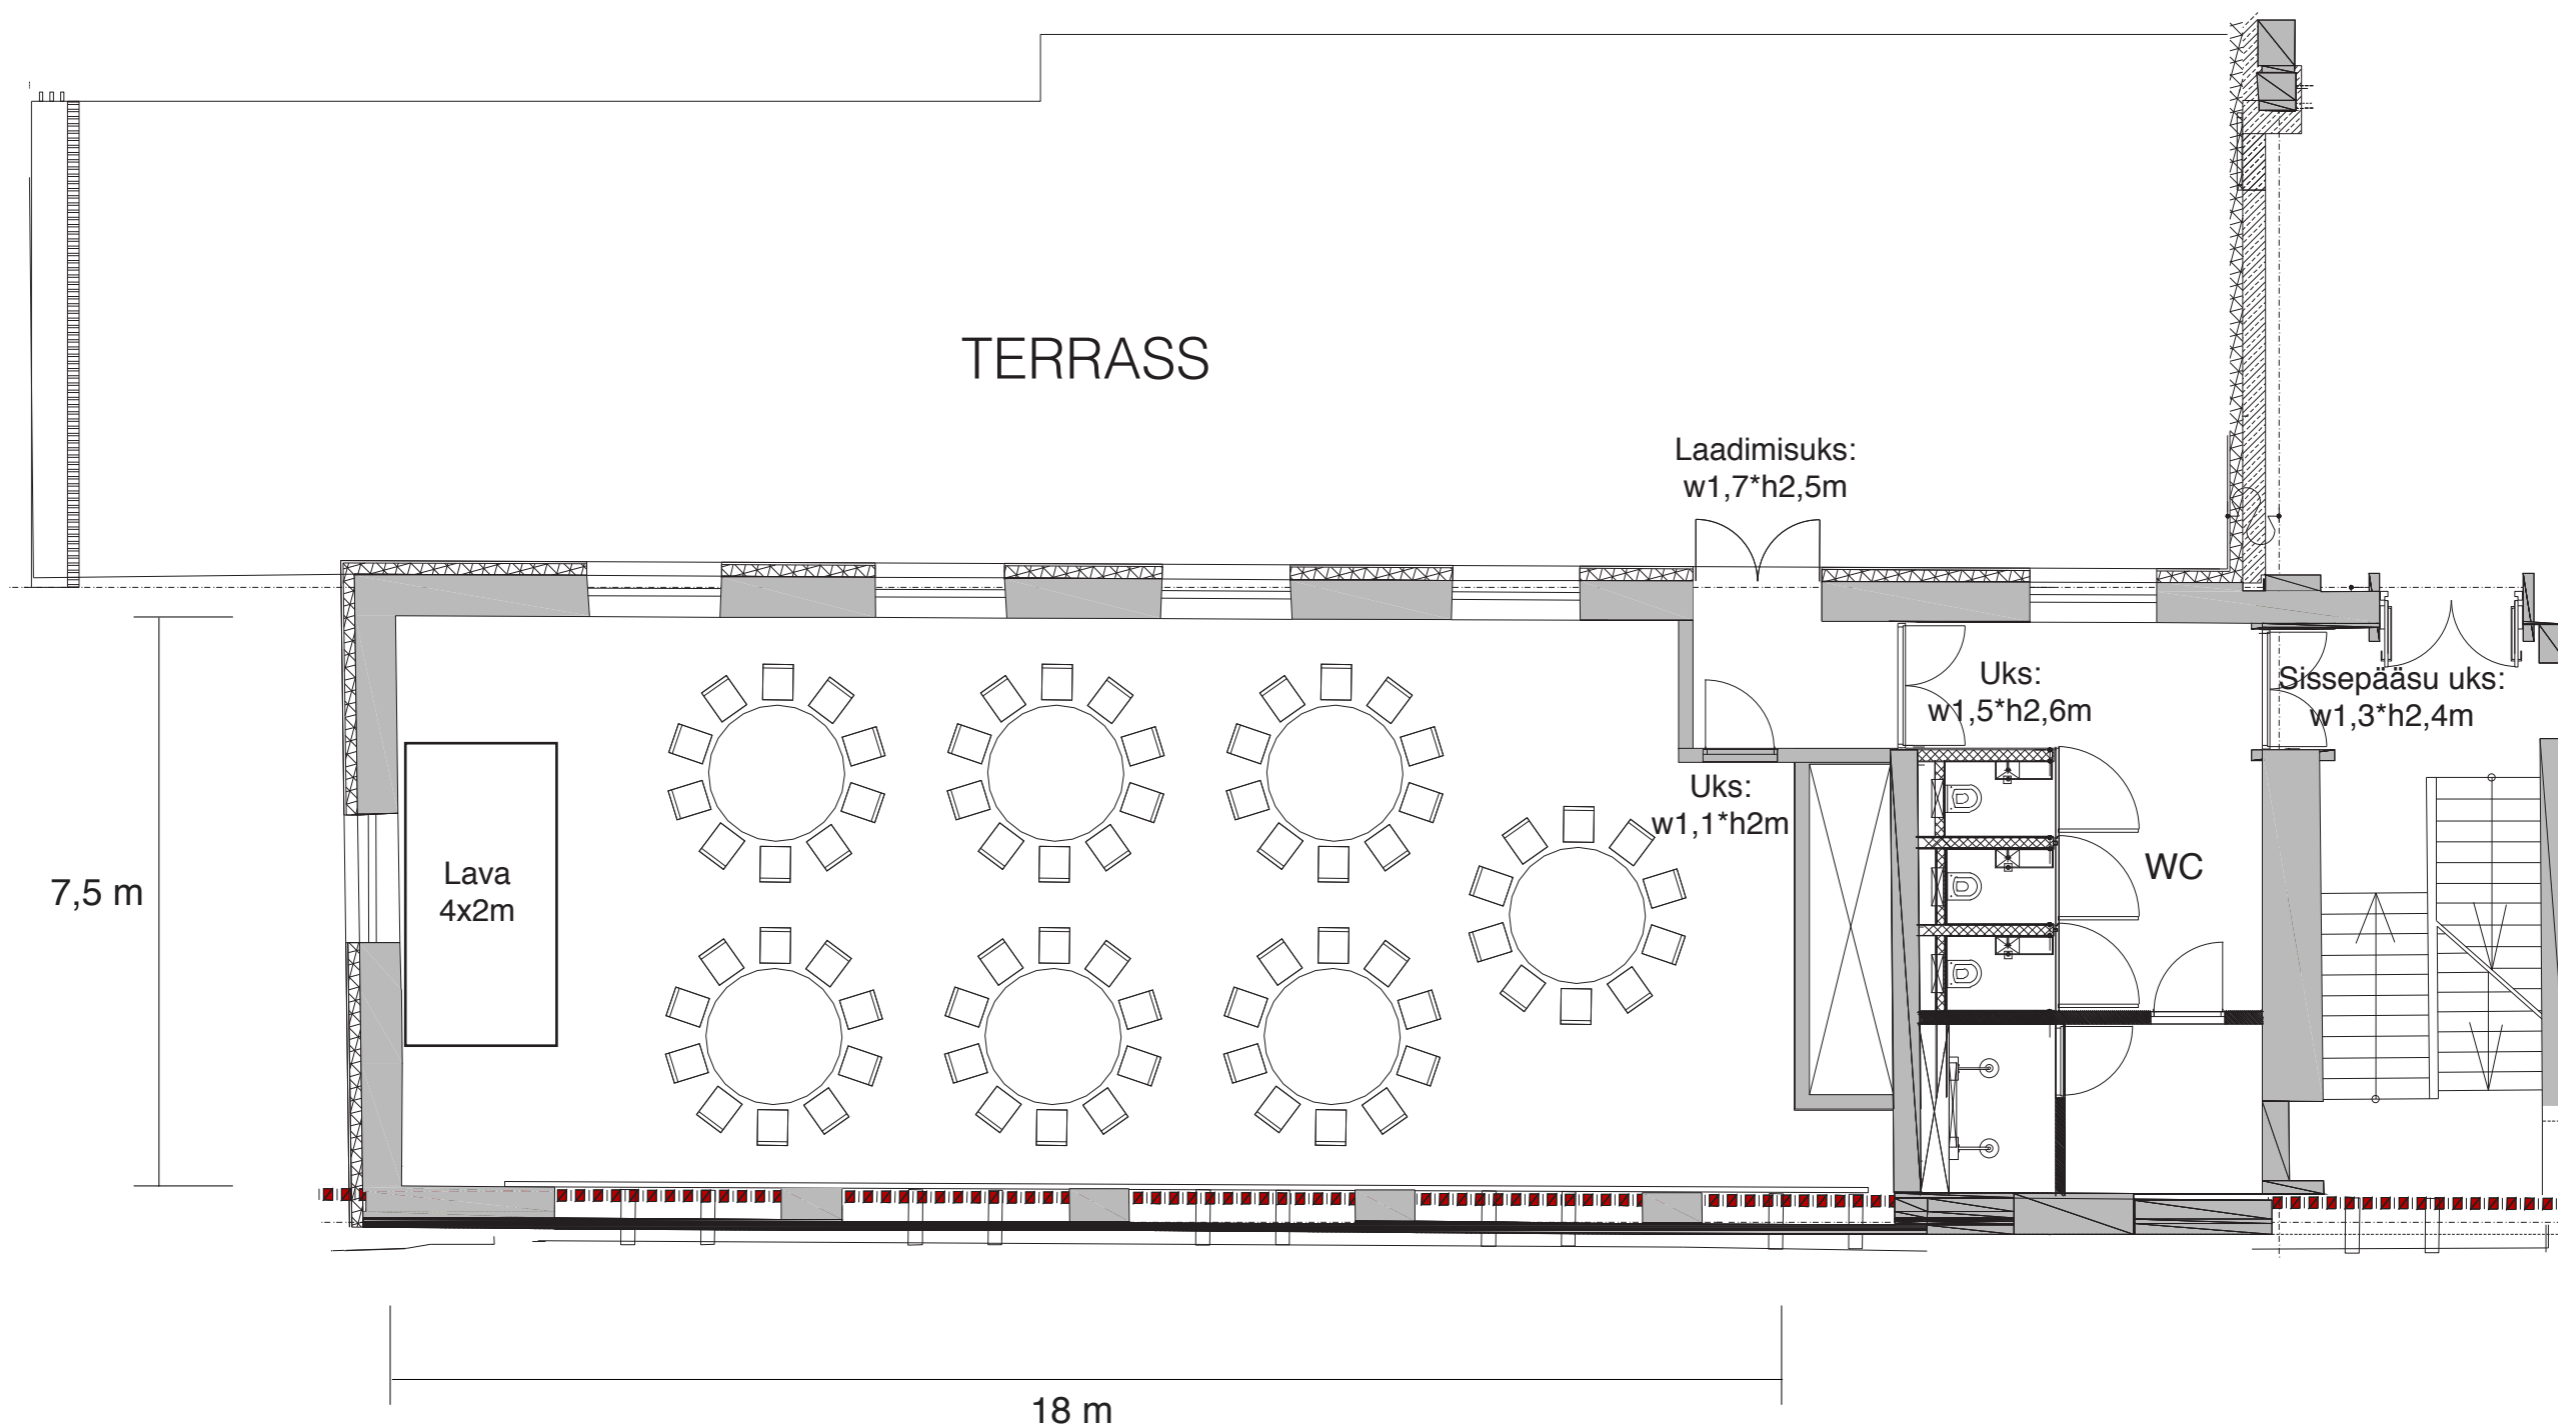 TERRASS
Laadimisuks:
w1,7*h2,5m
Uks:
w1,5*h2,6m
Sissepääsu uks:
w1,3*h2,4m
Uks:
w1,1*h2m
WC
Lava
4x2m
7,5 m
18 m